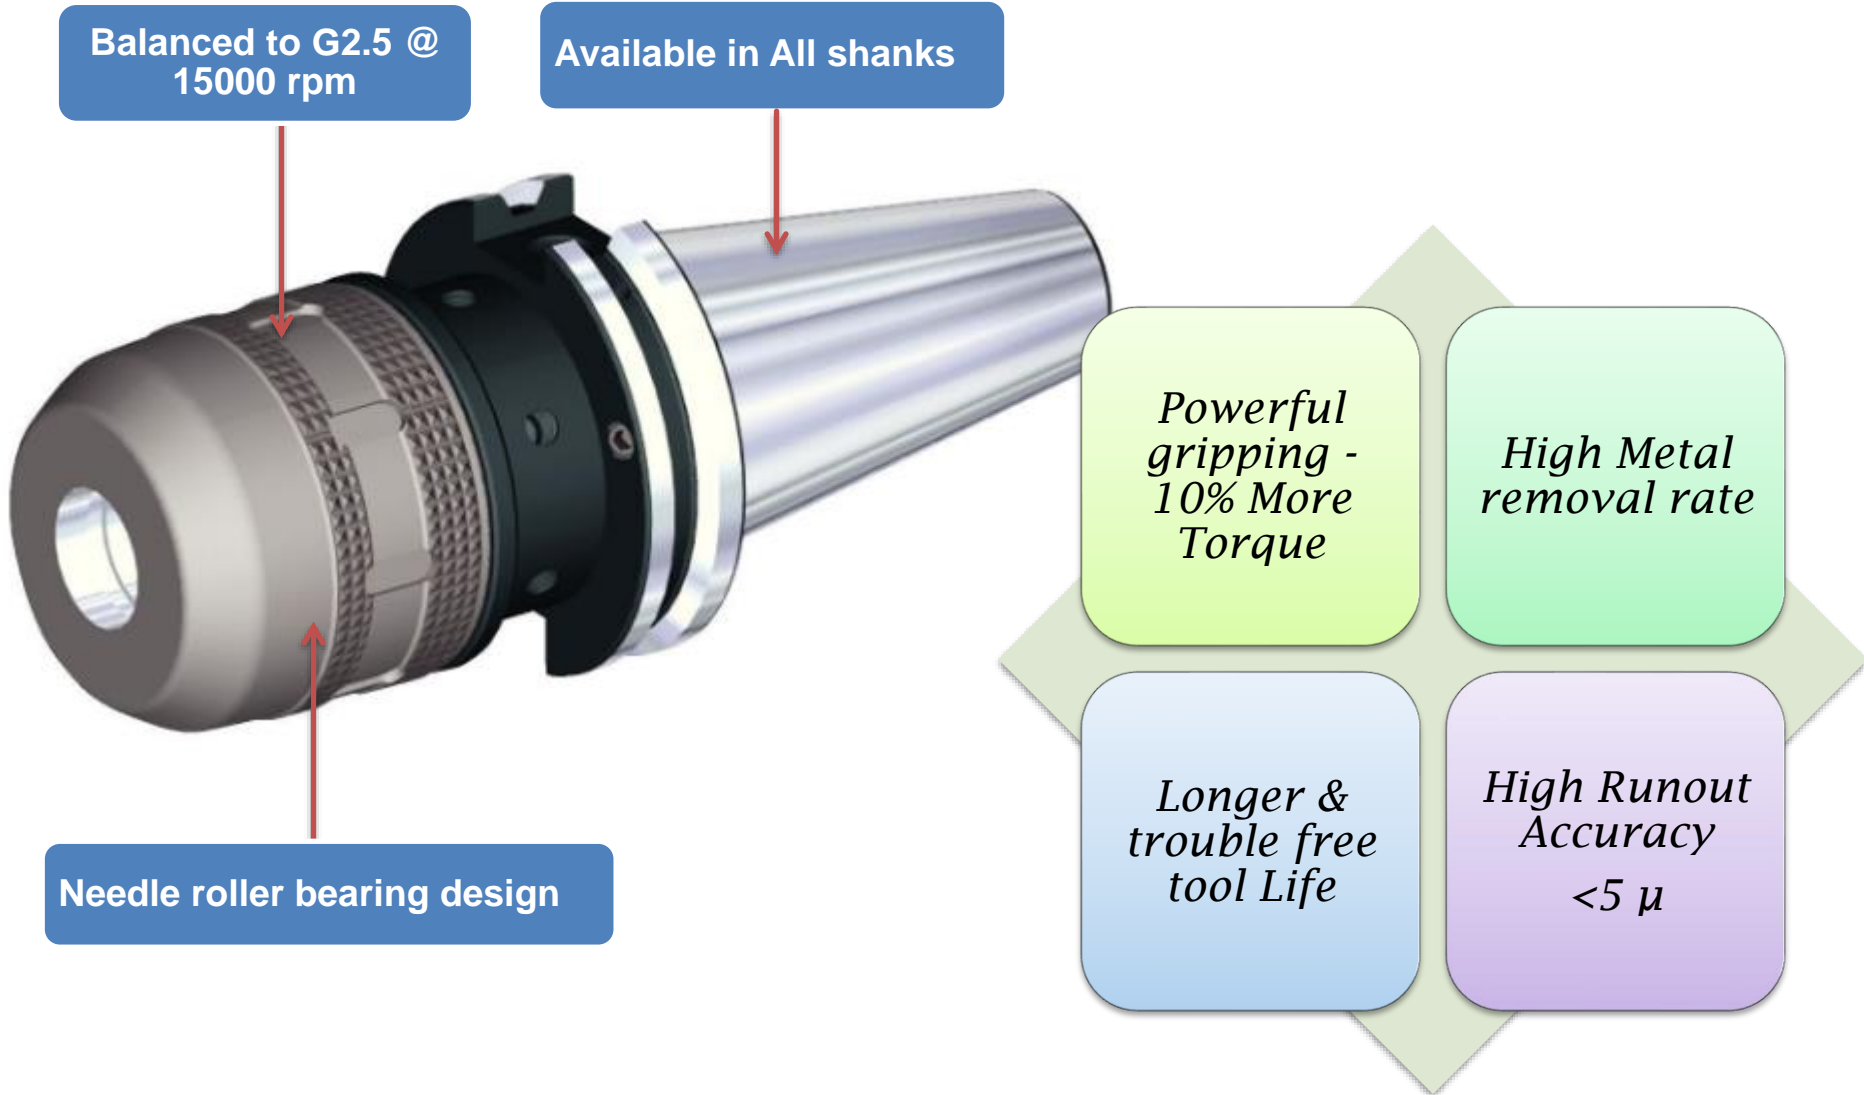 Balanced to G2.5 @
15000 rpm
Available in All shanks
Needle roller bearing design
Powerful
gripping -
10% More
Torque
High Metal
removal rate
Longer &
trouble free
tool Life
High Runout
Accuracy
<5 µ